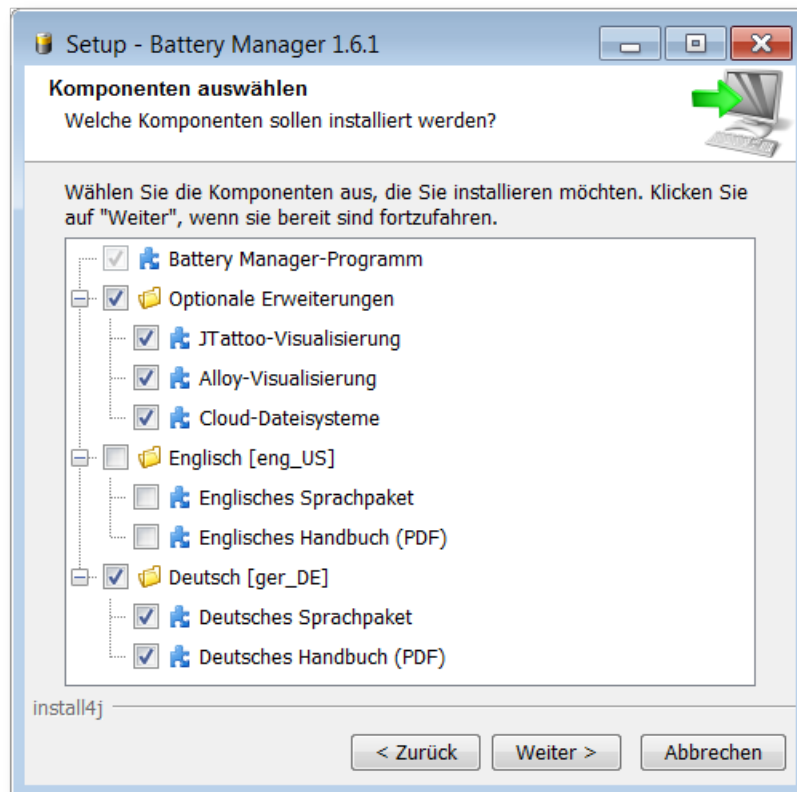 Setup - Battery Manager 1.6.1
Komponenten auswählen
Welche Komponenten sollen installiert werden?
Wählen Sie die Komponenten aus, die Sie installieren möchten. Klicken Sie
auf "Weiter", wenn sie bereit sind fortzufahren.
Battery Manager-Programm
Optionale Erweiterungen
JTattoo-Visualisierung
Alloy-Visualisierung
Cloud-Dateisysteme
Englisch [eng_US]
Englisches Sprachpaket
Englisches Handbuch (PDF)
Deutsch [ger_DE]
Deutsches Sprachpaket
Deutsches Handbuch (PDF)
install4j
< Zurück Weiter > Abbrechen